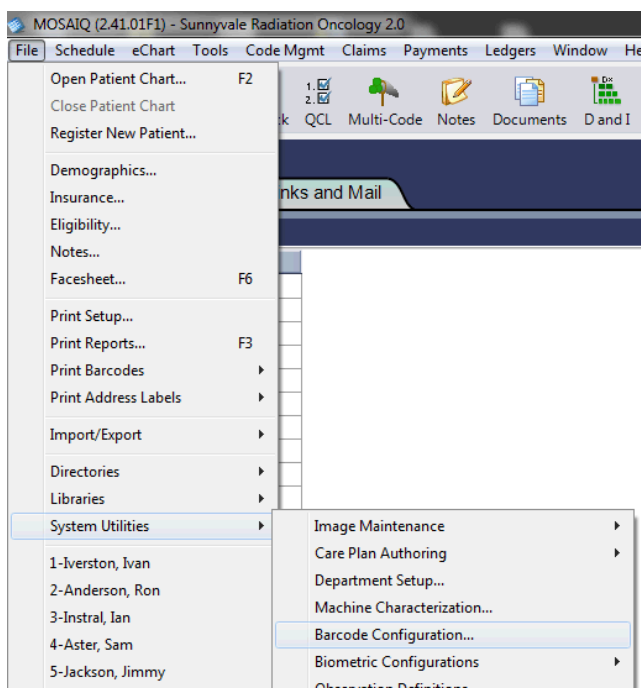 MOSAIQ (2.41.01F1) - Sunnyvale Radiation Oncology 2.0
File Schedule eChart Tools Code Mgmt Claims Payments Ledgers Window He
Open Patient Chart... F2
Close Patient Chart
Register New Patient...
k QCL Multi-Code Notes Documents D and I
Demographics...
Insurance...
nks and Mail
Eligibility...
Notes...
Facesheet... F6
Print Setup...
Print Reports... F3
Print Barcodes
Print Address Labels
Import/Export
Directories
Libraries
System Utilities
Image Maintenance
Care Plan Authoring
Department Setup...
Machine Characterization...
Barcode Configuration...
Biometric Configurations
Observation Definitions
1-Iverston, Ivan
2-Anderson, Ron
3-Instral, Ian
4-Aster, Sam
5-Jackson, Jimmy